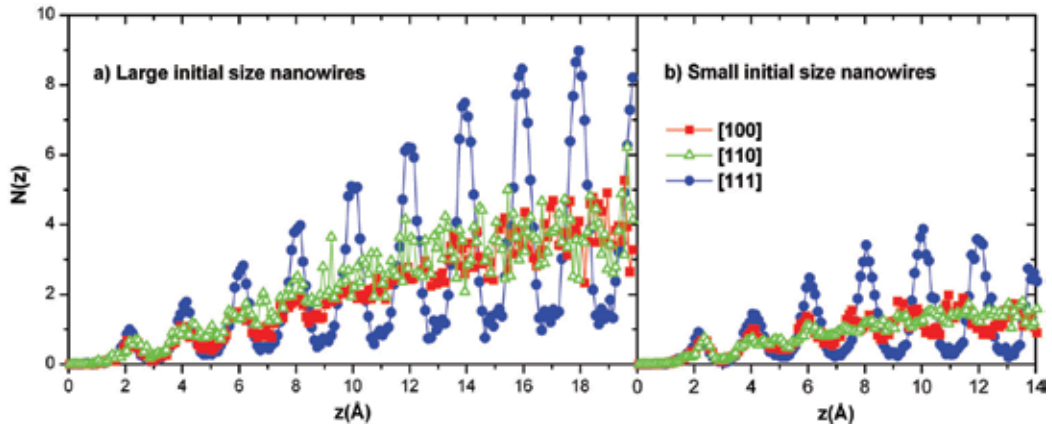 10
8
6
4
2
0
N(z)
a) Large initial size nanowires
0 2 4 6 8 10 12 14 16 18
z(Å)
b) Small initial size nanowires
[100]
[110]
[111]
0 2 4 6 8 10 12 14
z(Å)